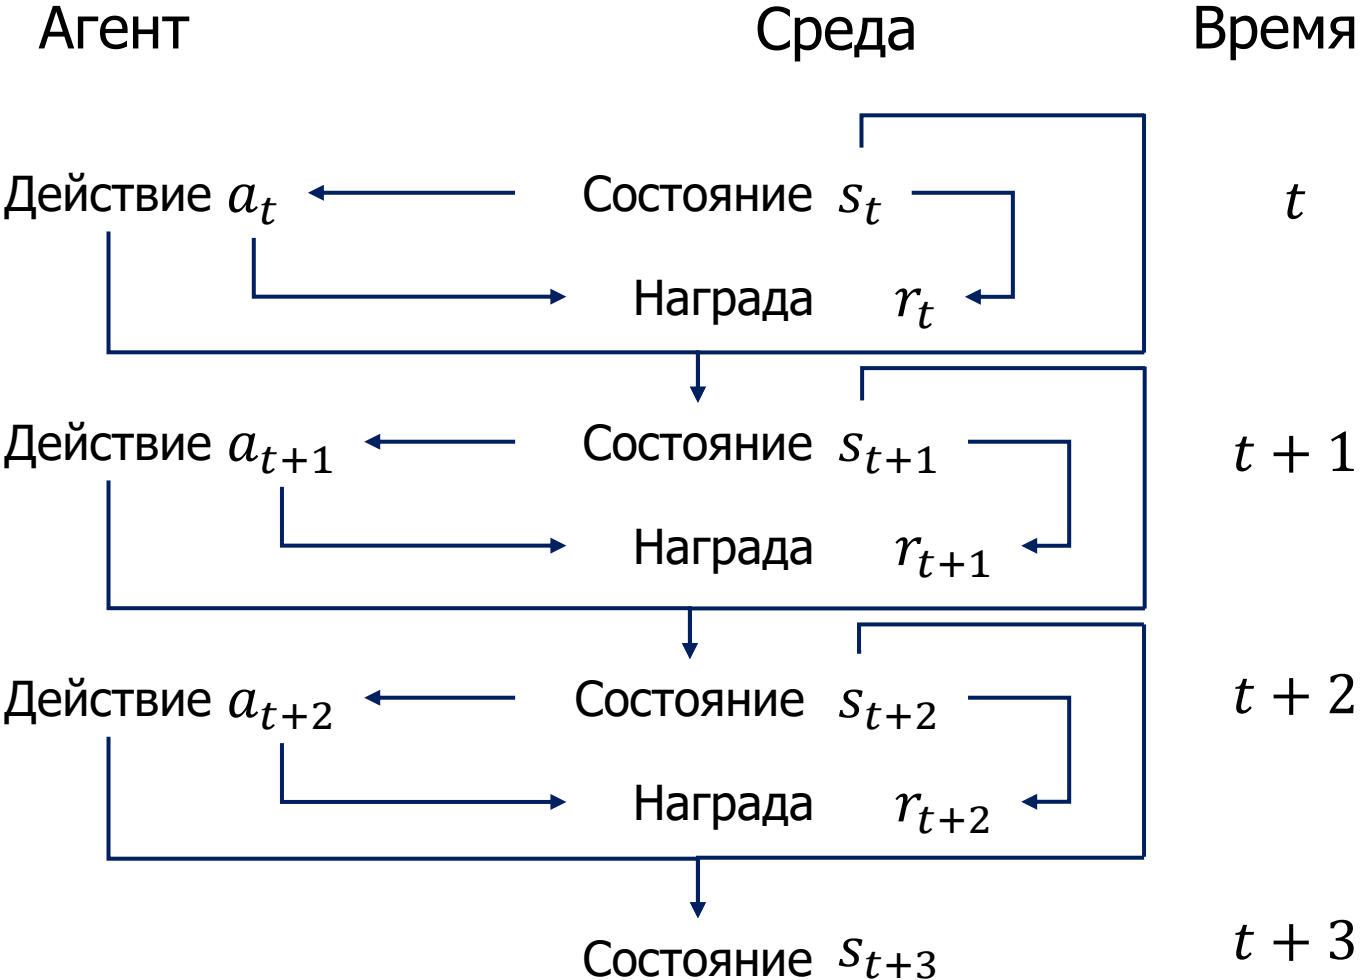 Агент Среда Время
Действие a_t Состояние s_t t
Награда r_t
Действие a_{t+1} Состояние s_{t+1} t + 1
Награда r_{t+1}
Действие a_{t+2} Состояние s_{t+2} t + 2
Награда r_{t+2}
Состояние s_{t+3} t + 3